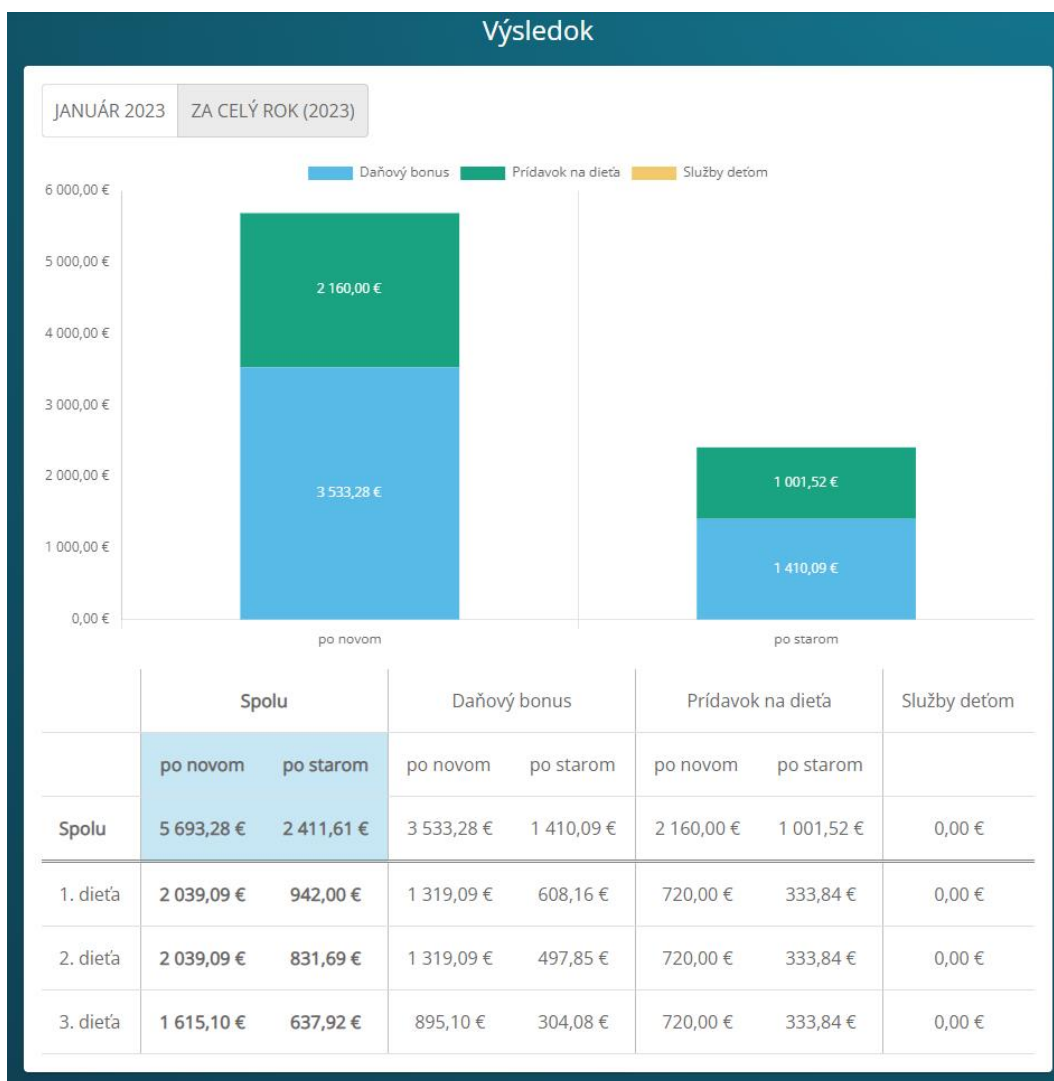 Výsledok
JANUÁR 2023 ZA CELÝ ROK (2023)
Daňový bonus Prídavok na dieťa Služby deťom
6 000,00 €
5 000,00 €
4 000,00 €
3 000,00 €
2 000,00 €
1 000,00 €
0,00 €
2 160,00 €
3 533,28 €
1 001,52 €
1 410,09 €
po novom po starom
Spolu Daňový bonus Prídavok na dieťa Služby deťom
po novom po starom po novom po starom po novom po starom
Spolu 5 693,28 € 2 411,61 € 3 533,28 € 1 410,09 € 2 160,00 € 1 001,52 € 0,00 €
1. dieťa 2 039,09 € 942,00 € 1 319,09 € 608,16 € 720,00 € 333,84 € 0,00 €
2. dieťa 2 039,09 € 831,69 € 1 319,09 € 497,85 € 720,00 € 333,84 € 0,00 €
3. dieťa 1 615,10 € 637,92 € 895,10 € 304,08 € 720,00 € 333,84 € 0,00 €